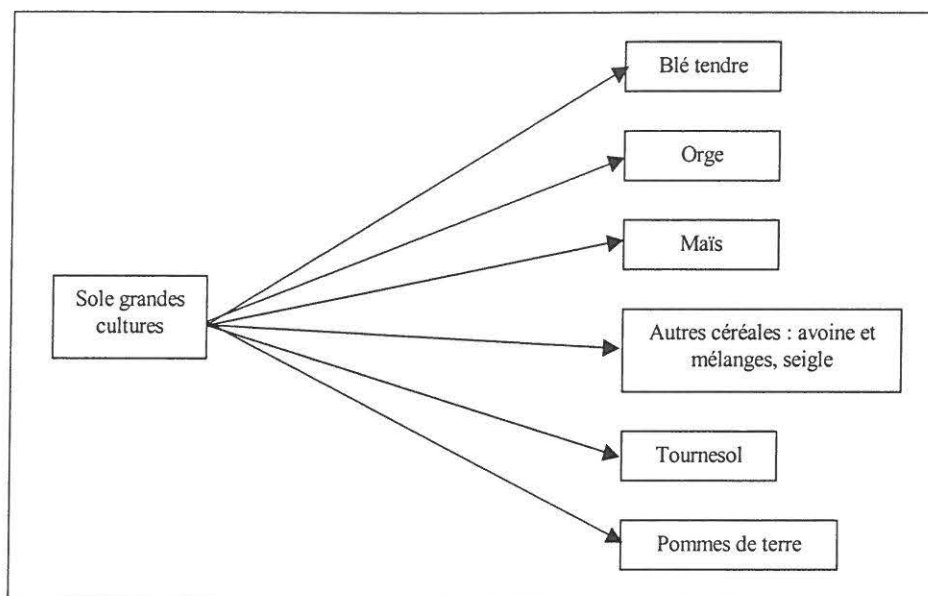 Blé tendre
Orge
Maïs
Sole grandes
cultures
Autres céréales : avoine et
mélanges, seigle
Tournesol
Pommes de terre